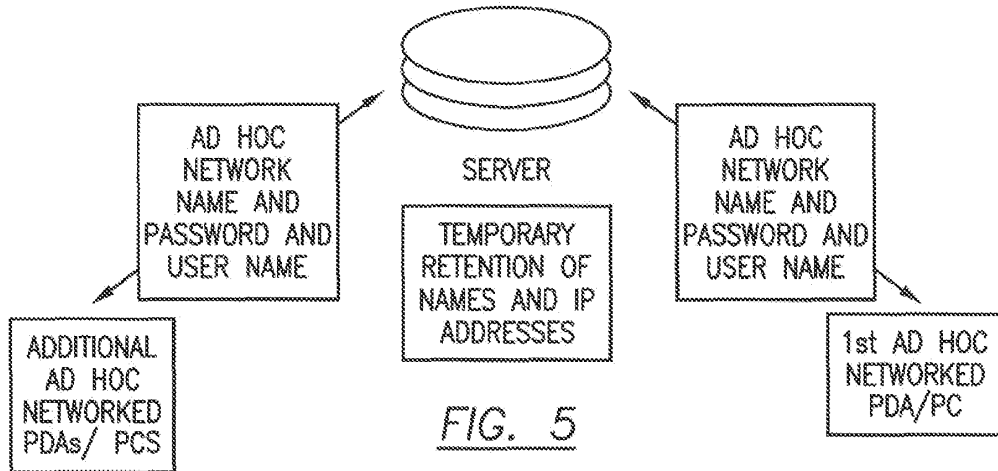 AD HOC
NETWORK
NAME AND
PASSWORD AND
USER NAME
SERVER
TEMPORARY
RETENTION OF
NAMES AND IP
ADDRESSES
AD HOC
NETWORK
NAME AND
PASSWORD AND
USER NAME
ADDITIONAL
AD HOC
NETWORKED
PDAs/ PCS
1st AD HOC
NETWORKED
PDA/PC
FIG. 5